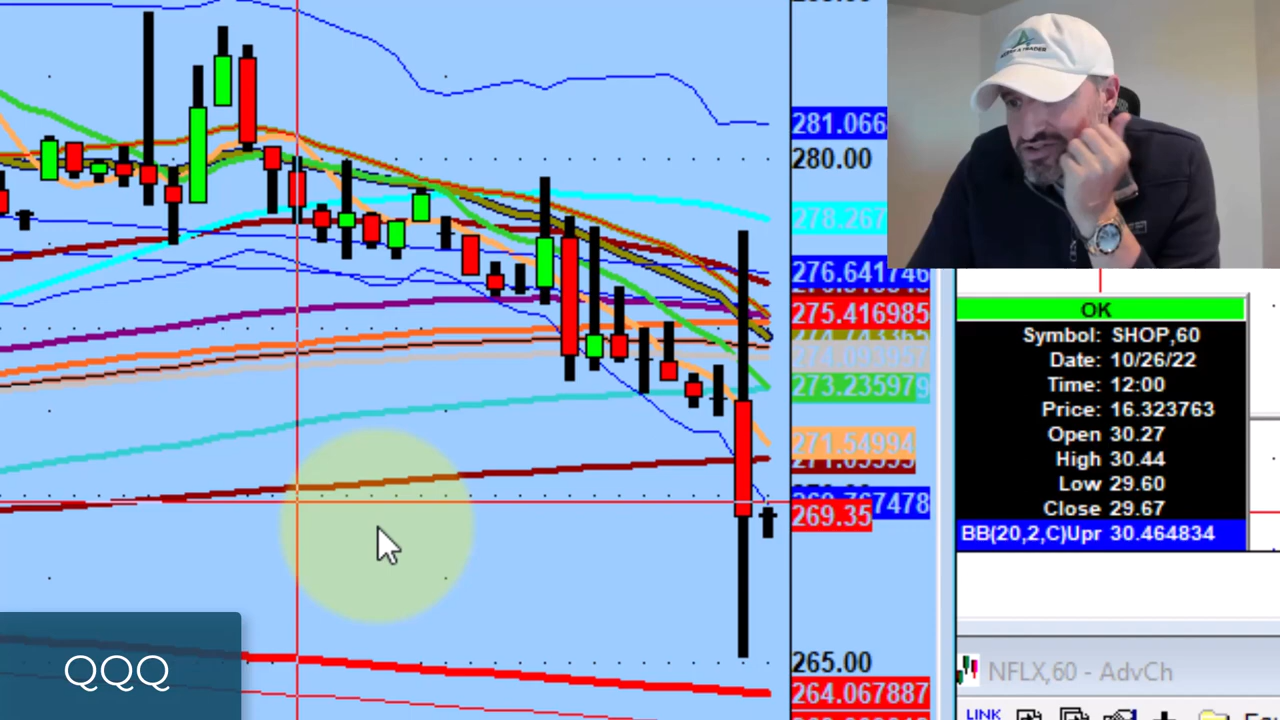 281.066
280.00
278.267
276.641746
275.416985
273.235979
271.54994
269.35
265.00
264.067887
OK
Symbol: SHOP,60
Date: 10/26/22
Time: 12:00
Price: 16.323763
Open 30.27
High 30.44
Low 29.60
Close 29.67
BB(20,2,C)Upr 30.464834
NFLX,60 - AdvCh
LINK
QQQ